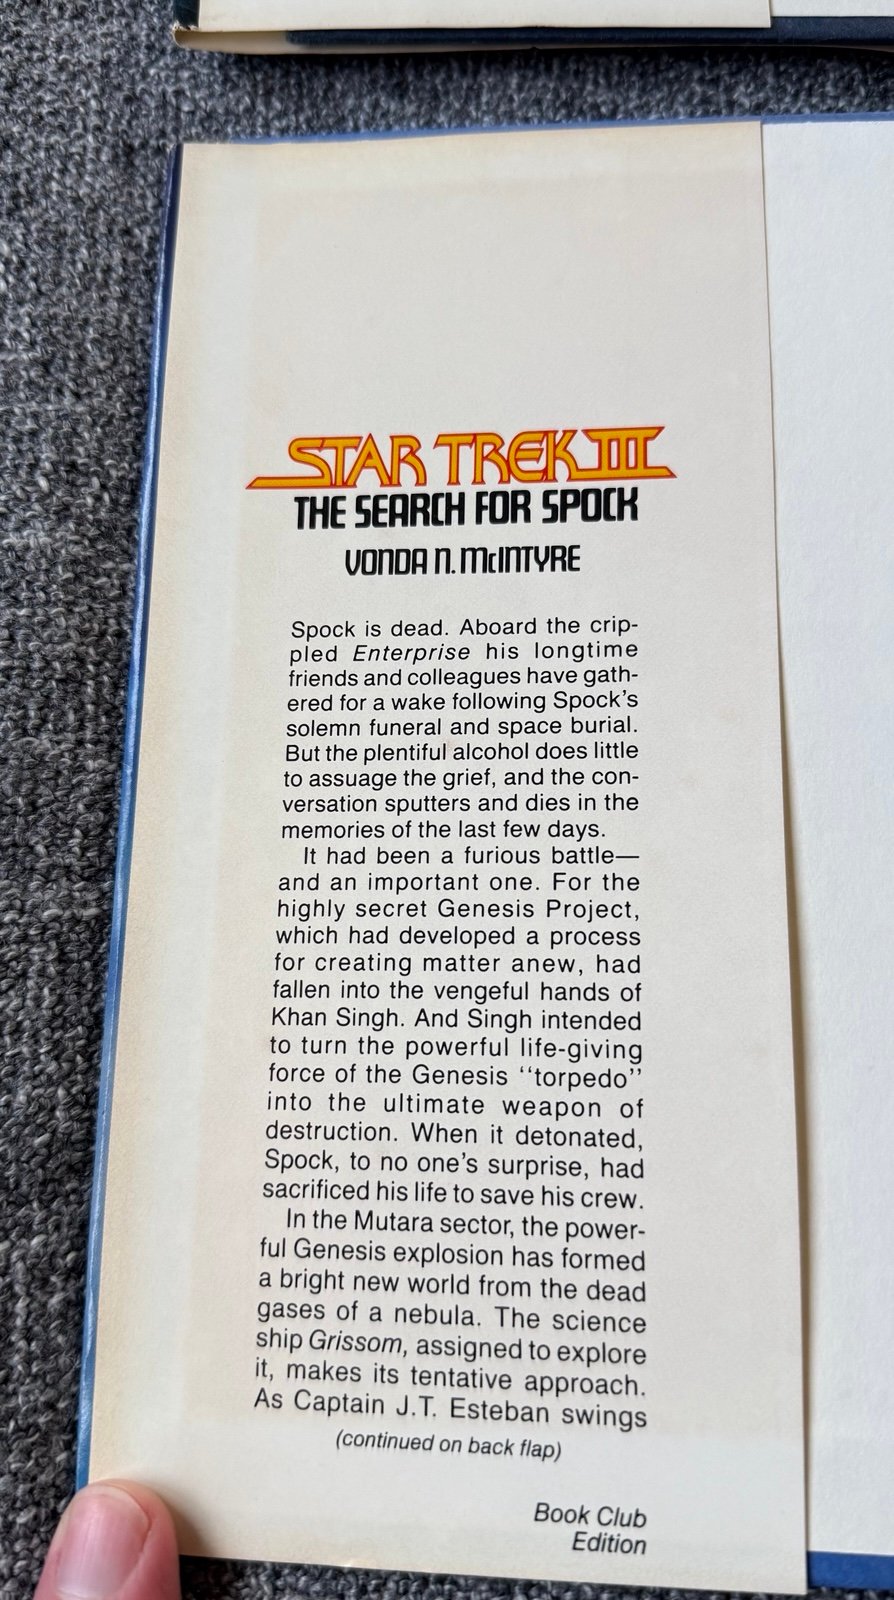 STAR TREK III
THE SEARCH FOR SPOCK
VONDA N. McINTYRE
Spock is dead. Aboard the crip-
pled Enterprise his longtime
friends and colleagues have gath-
ered for a wake following Spock's
solemn funeral and space burial.
But the plentiful alcohol does little
to assuage the grief, and the con-
versation sputters and dies in the
memories of the last few days.
It had been a furious battle—
and an important one. For the
highly secret Genesis Project,
which had developed a process
for creating matter anew, had
fallen into the vengeful hands of
Khan Singh. And Singh intended
to turn the powerful life-giving
force of the Genesis ‘‘torpedo’’
into the ultimate weapon of
destruction. When it detonated,
Spock, to no one's surprise, had
sacrificed his life to save his crew.
In the Mutara sector, the power-
ful Genesis explosion has formed
a bright new world from the dead
gases of a nebula. The science
ship Grissom, assigned to explore
it, makes its tentative approach.
As Captain J.T. Esteban swings
(continued on back flap)
Book Club
Edition